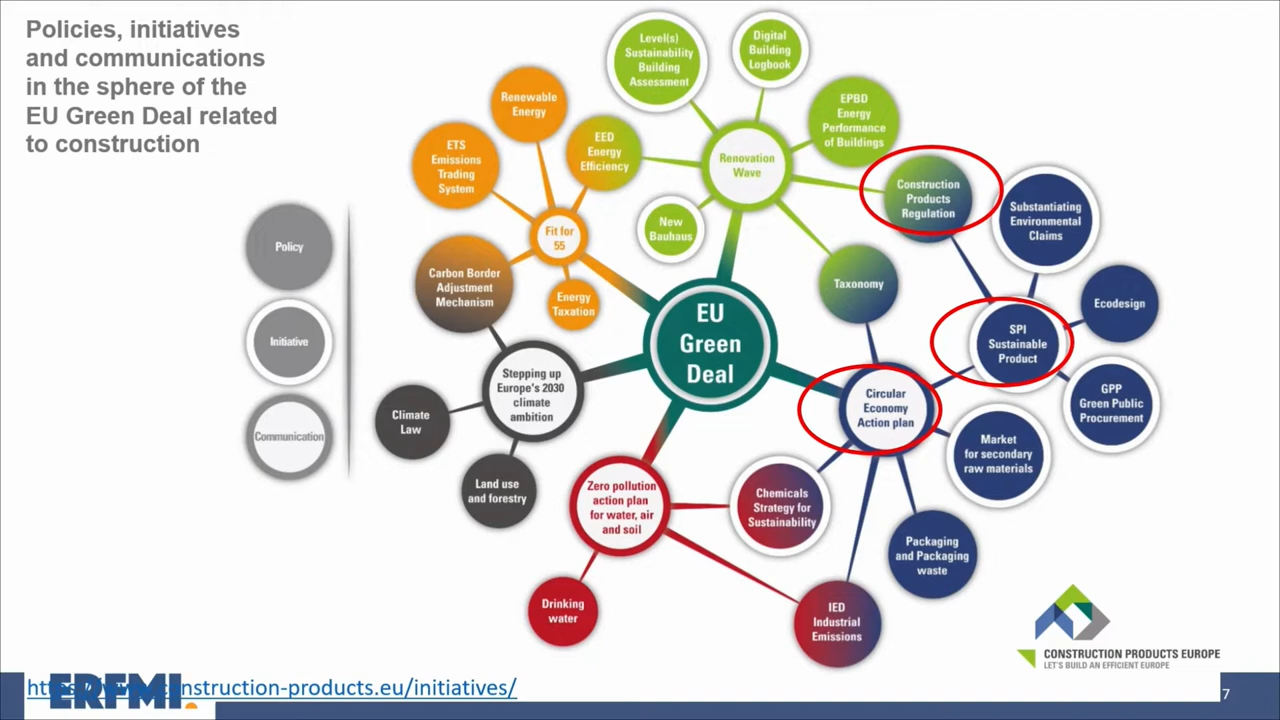 Policies, initiatives
and communications
in the sphere of the
EU Green Deal related
to construction
Policy
Initiative
Communication
Level(s)
Sustainability
Building
Assessment
Digital
Building
Logbook
EPBD
Energy
Performance
of Buildings
Renewable
Energy
ETS
Emissions
Trading
System
EED
Energy
Efficiency
Renovation
Wave
Construction
Products
Regulation
Substantiating
Environmental
Claims
New
Bauhaus
Fit for
55
Carbon Border
Adjustment
Mechanism
Energy
Taxation
Taxonomy
Ecodesign
EU
Green
Deal
SPI
Sustainable
Product
Stepping up
Europe's 2030
climate
ambition
Circular
Economy
Action plan
GPP
Green Public
Procurement
Climate
Law
Market
for secondary
raw materials
Land use
and forestry
Zero pollution
action plan
for water, air
and soil
Chemicals
Strategy for
Sustainability
Packaging
and Packaging
waste
Drinking
water
IED
Industrial
Emissions
CONSTRUCTION PRODUCTS EUROPE
LET'S BUILD AN EFFICIENT EUROPE
construction-products.eu/initiatives/
ERFMI.
7